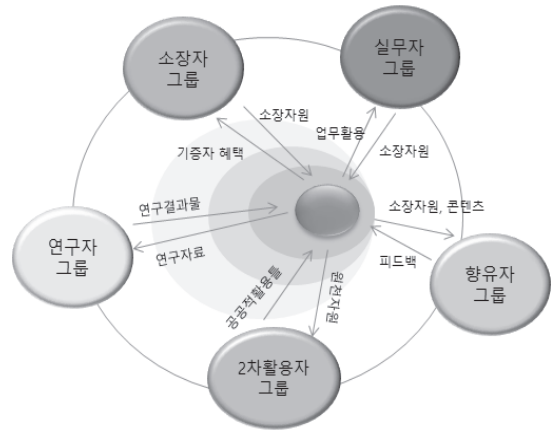 소장자
그룹
실무자
그룹
소장자원
업무활용
기증자 혜택
소장자원
연구결과물
소장자원, 콘텐츠
연구자
그룹
연구자료
피드백
향유자
그룹
공공적활용률
원천자원
2차활용자
그룹